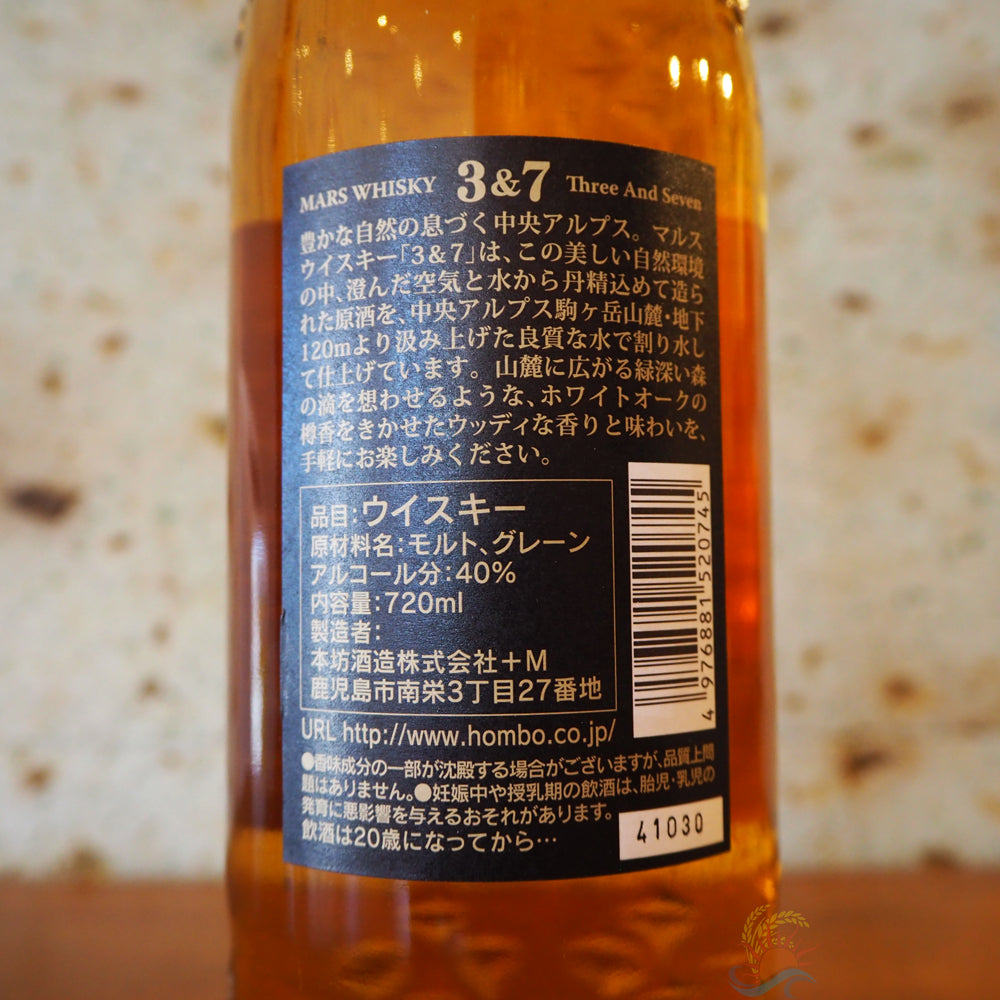 MARS WHISKY 3&7 Three And Seven
豊かな自然の息づく中央アルプス。マルス
ウイスキー「3&7」は、この美しい自然環境
の中、澄んだ空気と水から丹精込めて造ら
れた原酒を、中央アルプス駒ヶ岳山麓・地下
120mより汲み上げた良質な水で割り水し
て仕上げています。山麓に広がる緑深い森
の滴を想わせるような、ホワイトオークの
樽香をきかせたウッディな香りと味わいを、
手軽にお楽しみください。
品目:ウイスキー
原材料名:モルト、グレーン
アルコール分:40%
内容量:720ml
製造者:
本坊酒造株式会社+M
鹿児島市南栄3丁目27番地
4 976881 520745
URL http://www.hombo.co.jp/
●香味成分の一部が沈殿する場合がございますが、品質上問
題はありません。●妊娠中や授乳期の飲酒は、胎児・乳児の
発育に悪影響を与えるおそれがあります。
飲酒は20歳になってから…
41030